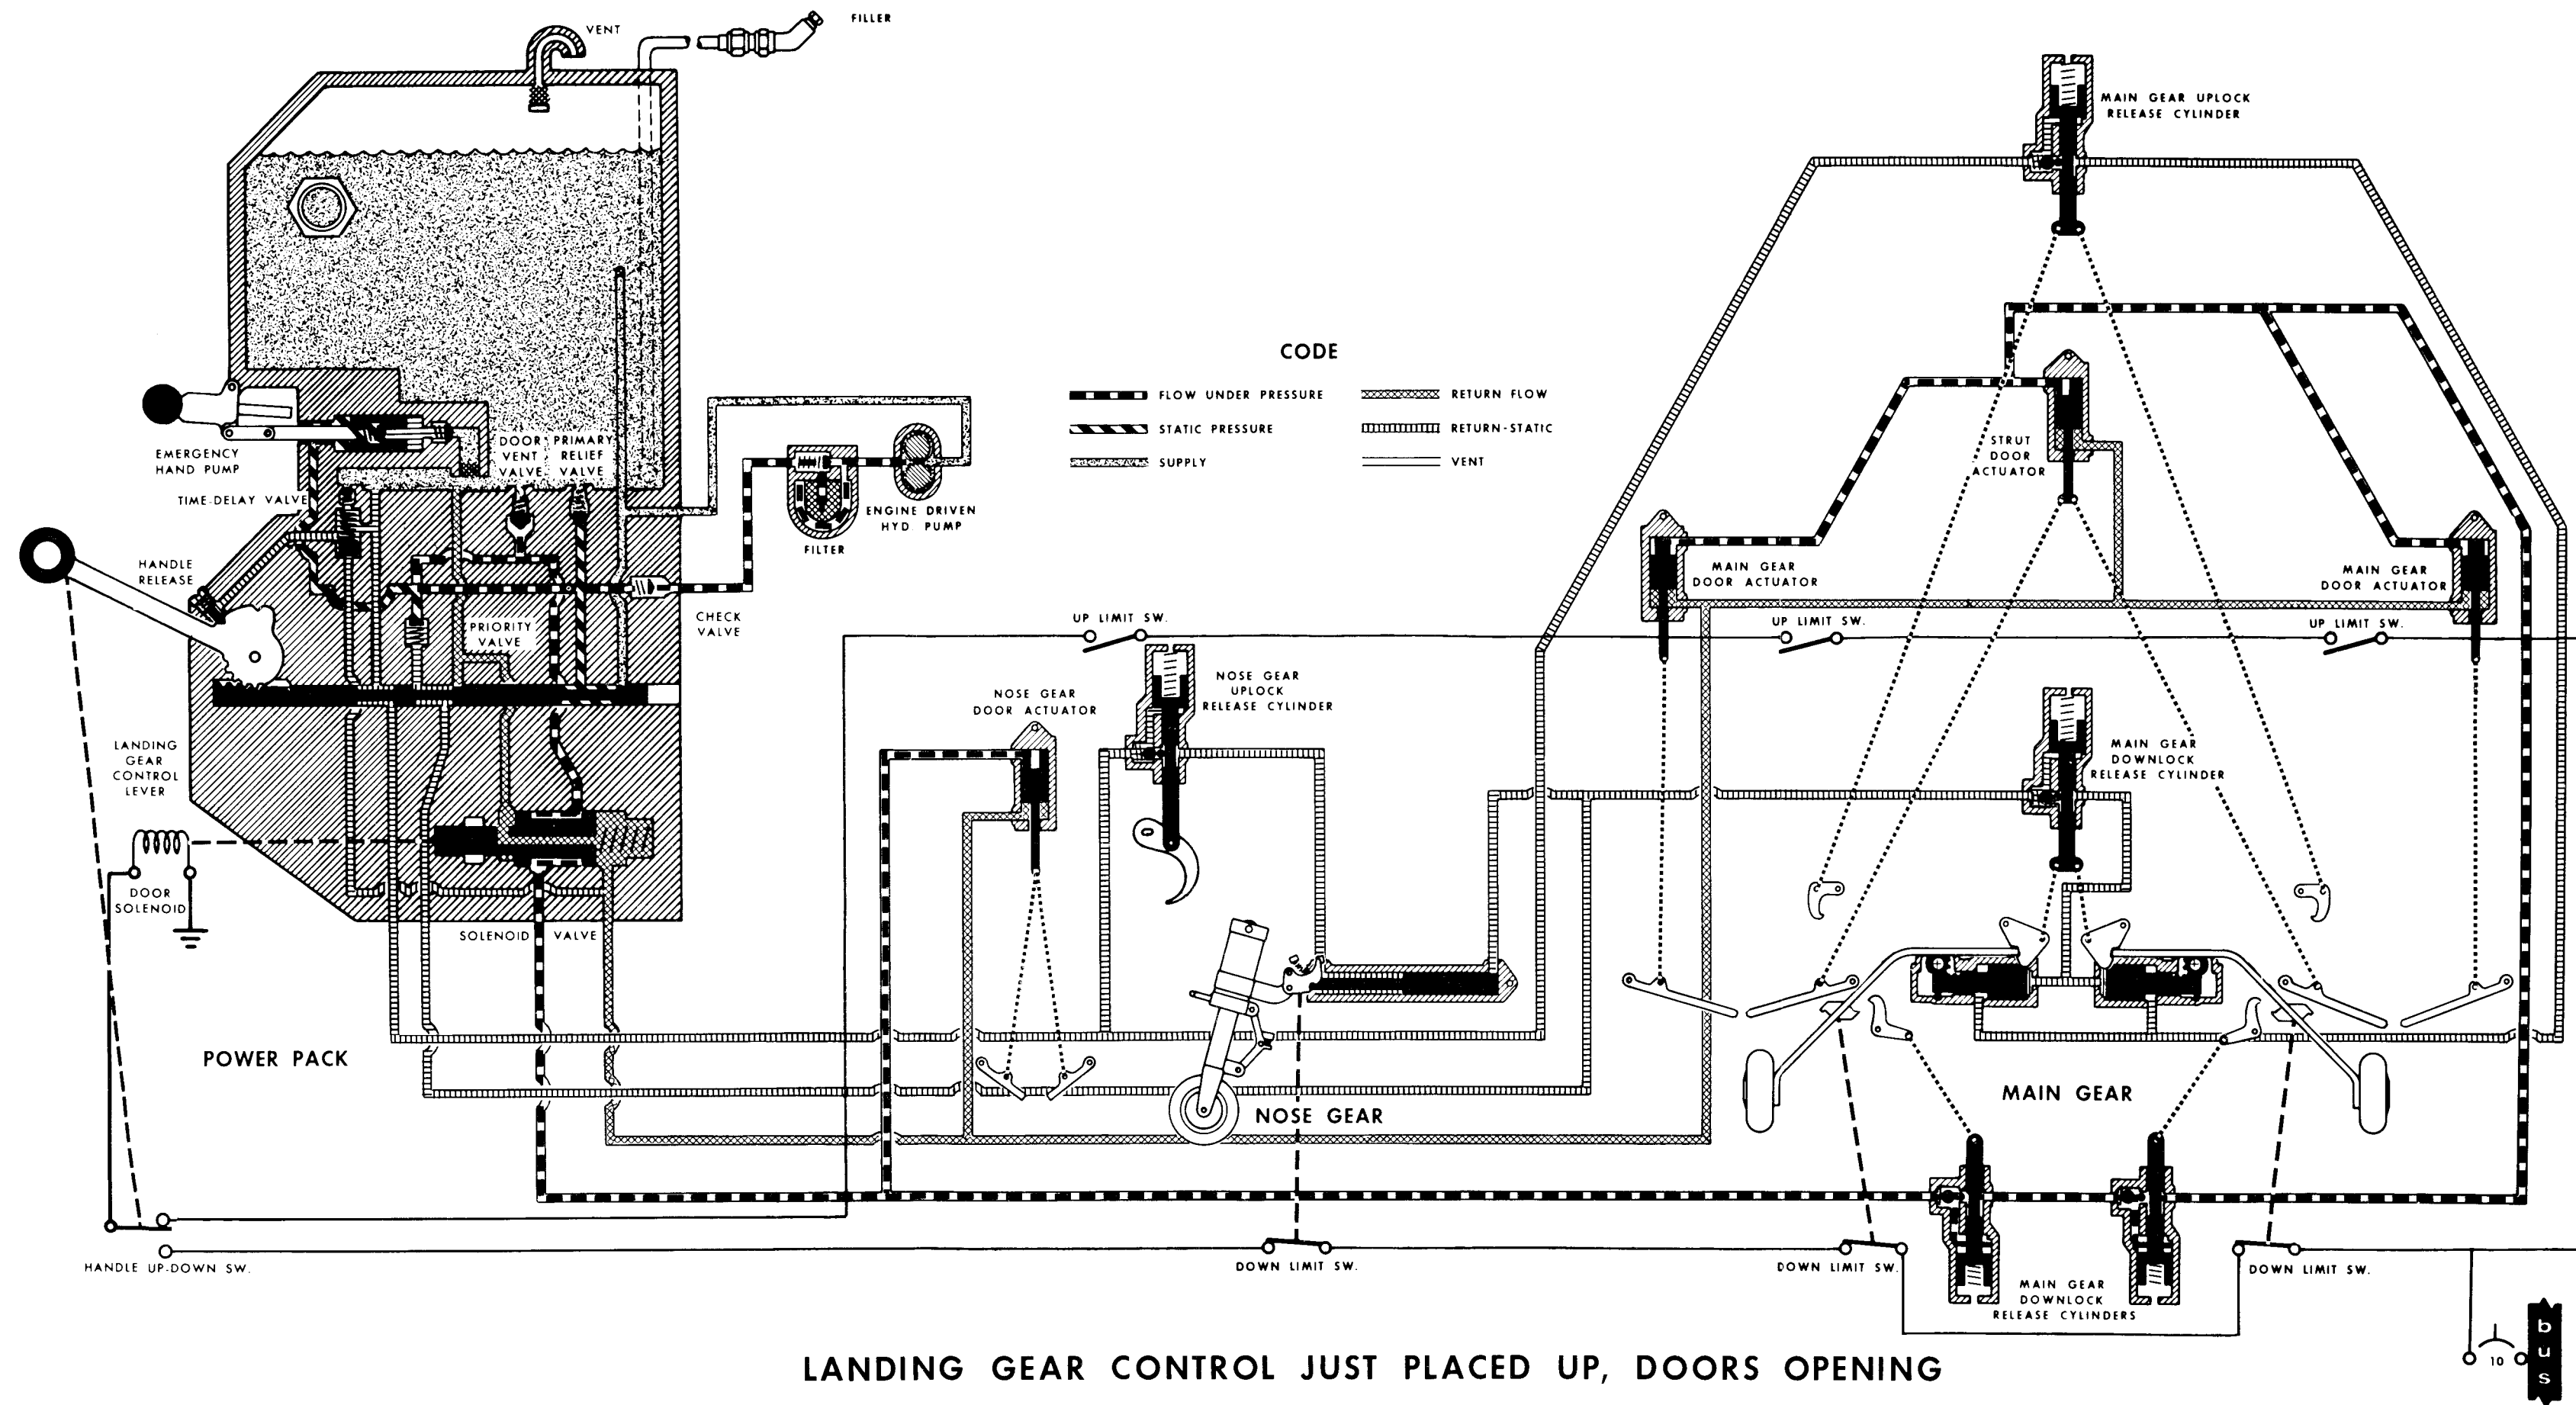 VENT
FILLER
MAIN GEAR UPLOCK
RELEASE CYLINDER
CODE
FLOW UNDER PRESSURE
RETURN FLOW
STATIC PRESSURE
RETURN-STATIC
SUPPLY
VENT
EMERGENCY
HAND PUMP
DOOR
VENT
VALVE
PRIMARY
RELIEF
VALVE
TIME-DELAY VALVE
STRUT
DOOR
ACTUATOR
ENGINE DRIVEN
HYD. PUMP
FILTER
HANDLE
RELEASE
MAIN GEAR
DOOR ACTUATOR
MAIN GEAR
DOOR ACTUATOR
PRIORITY
VALVE
CHECK
VALVE
UP LIMIT SW.
UP LIMIT SW.
UP LIMIT SW.
NOSE GEAR
DOOR ACTUATOR
NOSE GEAR
UPLOCK
RELEASE CYLINDER
LANDING
GEAR
CONTROL
LEVER
MAIN GEAR
DOWNLOCK
RELEASE CYLINDER
DOOR
SOLENOID
SOLENOID VALVE
POWER PACK
NOSE GEAR
MAIN GEAR
HANDLE UP-DOWN SW.
DOWN LIMIT SW.
DOWN LIMIT SW.
DOWN LIMIT SW.
MAIN GEAR
DOWNLOCK
RELEASE CYLINDERS
10
bus
LANDING GEAR CONTROL JUST PLACED UP, DOORS OPENING